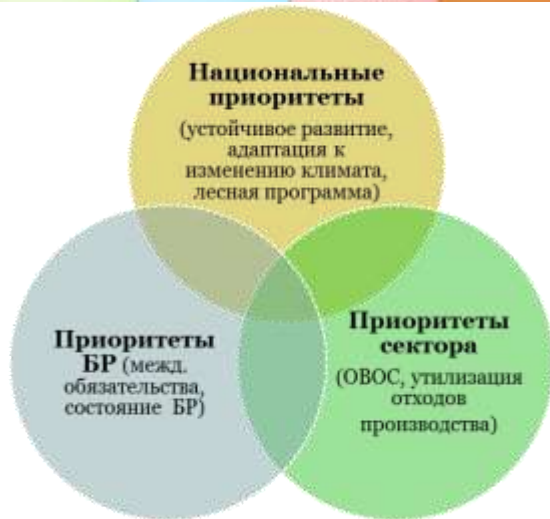 Национальные
приоритеты
(устойчивое развитие,
адаптация к
изменению климата,
лесная программа)
Приоритеты
БР (межд.
обязательства,
состояние БР)
Приоритеты
сектора
(ОВОС, утилизация
отходов
производства)